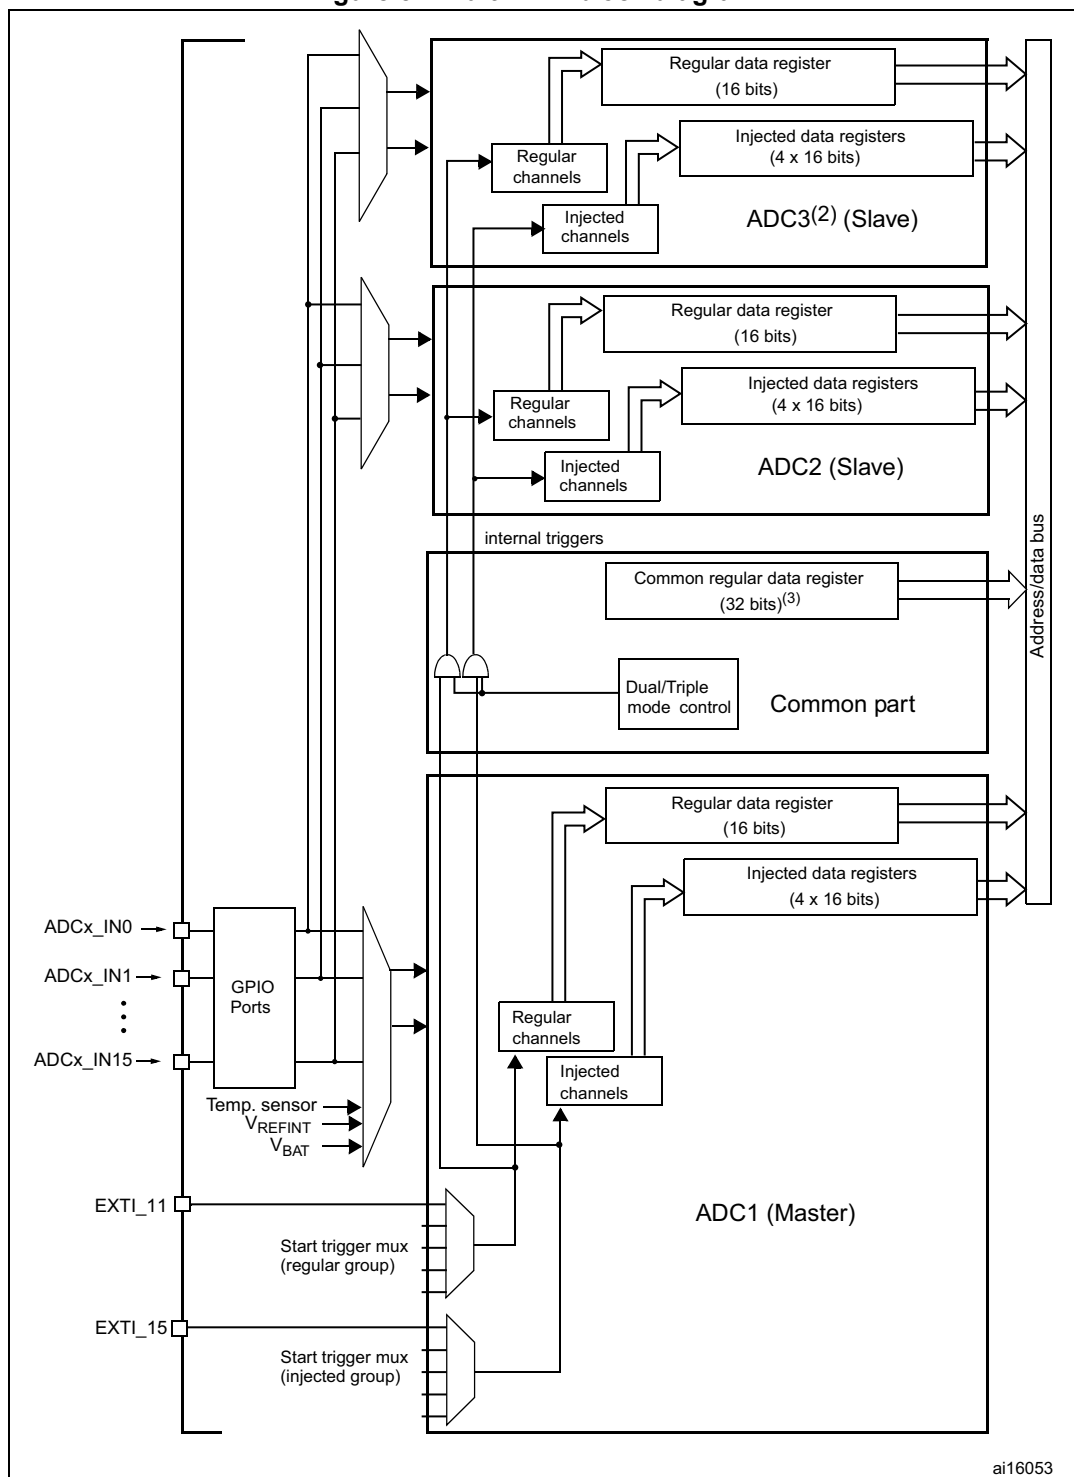 Regular data register
(16 bits)
Injected data registers
(4 x 16 bits)
Regular
channels
Injected
channels
ADC3(2) (Slave)
Regular data register
(16 bits)
Injected data registers
(4 x 16 bits)
Regular
channels
Injected
channels
ADC2 (Slave)
internal triggers
Address/data bus
Common regular data register
(32 bits)(3)
Dual/Triple
mode control
Common part
Regular data register
(16 bits)
Injected data registers
(4 x 16 bits)
ADCx_IN0
ADCx_IN1
ADCx_IN15
GPIO
Ports
Regular
channels
Injected
channels
Temp. sensor
VREFINT
VBAT
EXTI_11
ADC1 (Master)
Start trigger mux
(regular group)
EXTI_15
Start trigger mux
(injected group)
ai16053